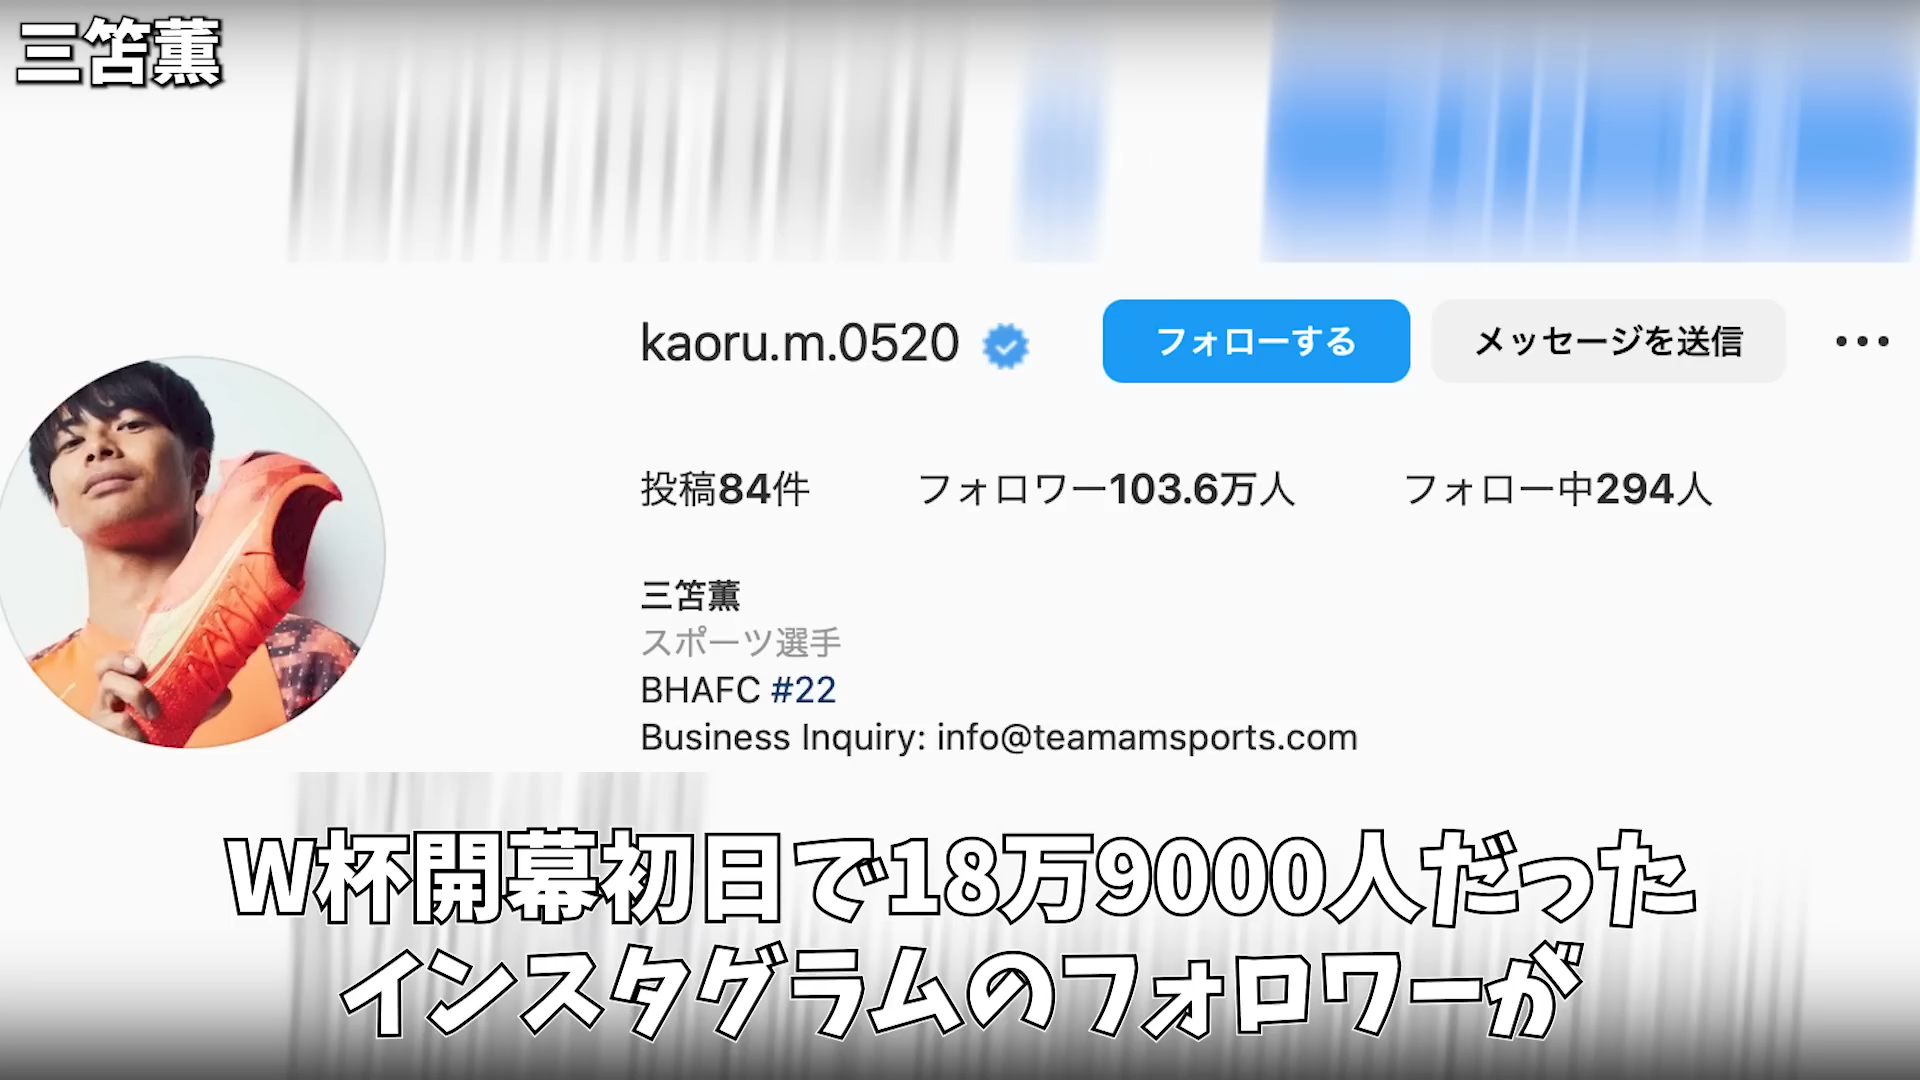 三笘薫
kaoru.m.0520
フォローする
メッセージを送信
投稿84件
フォロワー103.6万人
フォロー中294人
三笘薫
スポーツ選手
BHAFC #22
Business Inquiry: info@teamamsports.com
W杯開幕初日で18万9000人だった
インスタグラムのフォロワーが